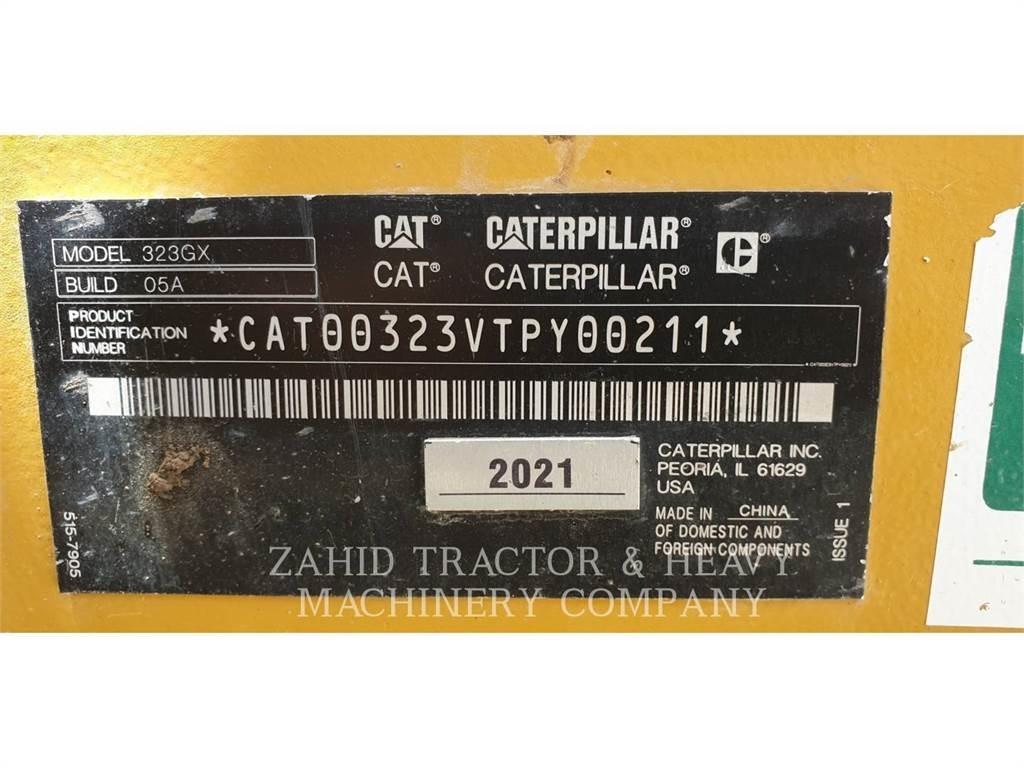 MODEL 323GX
BUILD 05A
CAT® CATERPILLAR®
CAT® CATERPILLAR®
PRODUCT
IDENTIFICATION
NUMBER
*CAT00323VTPY00211*
2021
CATERPILLAR INC.
PEORIA, IL 61629
USA
MADE IN CHINA
OF DOMESTIC AND
FOREIGN COMPONENTS
515-7905
ISSUE 1
ZAHID TRACTOR & HEAVY
MACHINERY COMPANY